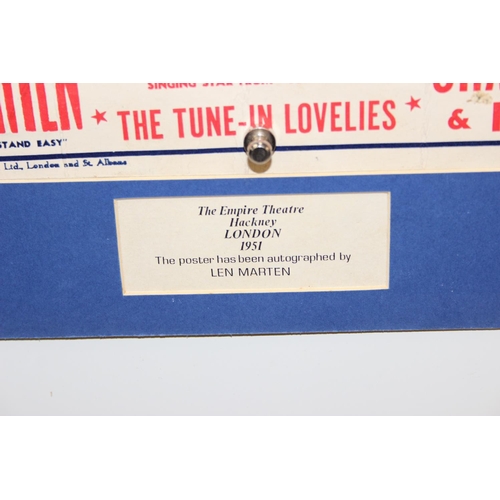 SINGING STAR
★ THE TUNE-IN LOVELIES ★
&
STAND EASY"
Ltd., London and St. Albans
The Empire Theatre
Hackney
LONDON
1951
The poster has been autographed by
LEN MARTEN